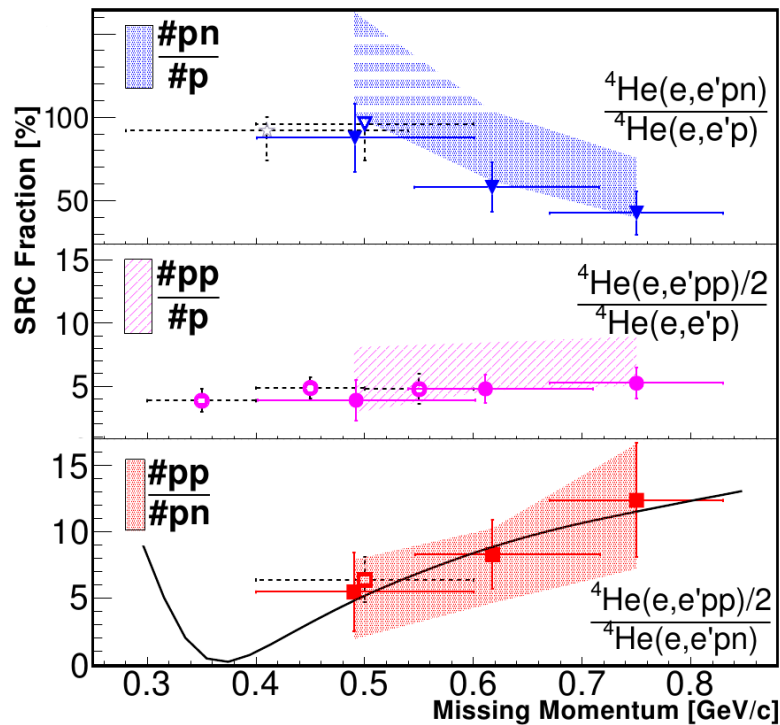 SRC Fraction [%]
#pn
#p
⁴He(e,e'pn)
⁴He(e,e'p)
100
50
#pp
#p
⁴He(e,e'pp)/2
⁴He(e,e'p)
15
10
5
#pp
#pn
⁴He(e,e'pp)/2
⁴He(e,e'pn)
15
10
5
0
0.3 0.4 0.5 0.6 0.7 0.8
Missing Momentum [GeV/c]